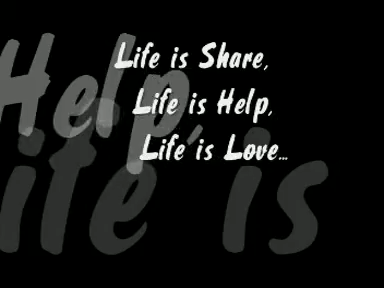 Life is Share,
Life is Help,
Life is Love...
Help,
ife is